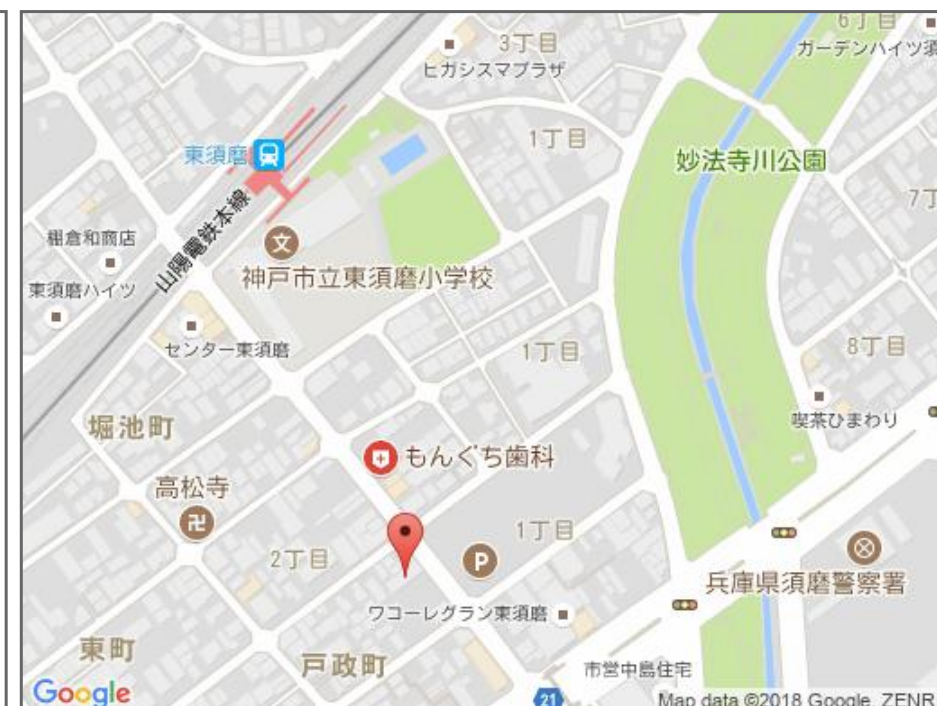 6丁目
3丁目
ガーデンハイツ須
ヒガシスマプラザ
1丁目
東須磨
妙法寺川公園
7丁
山陽電鉄本線
棚倉和商店
神戸市立東須磨小学校
東須磨ハイツ
センター東須磨
1丁目
8丁目
堀池町
喫茶ひまわり
もんぐち歯科
高松寺
1丁目
2丁目
P
兵庫県須磨警察署
ワコーレグラン東須磨
東町
戸政町
市営中島住宅
Google
21
Map data ©2018 Google, ZENR